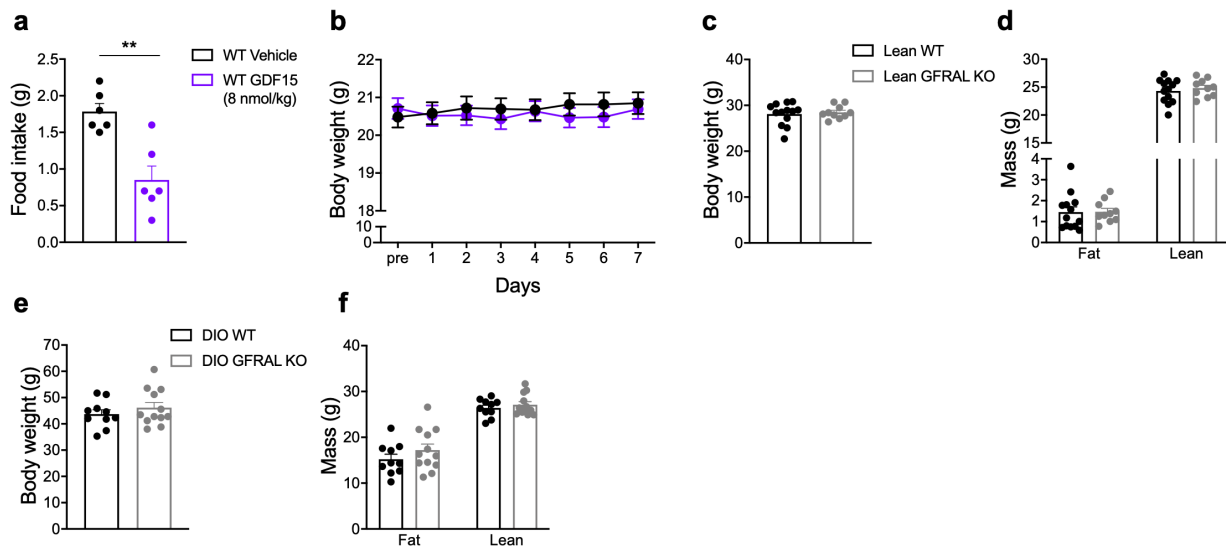 a
Food intake (g)
2.5
2.0
1.5
1.0
0.5
0.0
**
WT Vehicle
WT GDF15
(8 nmol/kg)
b
Body weight (g)
22
21
20
19
18
10
0
pre 1 2 3 4 5 6 7
Days
c
Body weight (g)
40
30
20
10
0
Lean WT
Lean GFRAL KO
d
Mass (g)
30
25
20
15
4
3
2
1
0
Fat Lean
e
Body weight (g)
70
60
50
40
30
20
10
0
DIO WT
DIO GFRAL KO
f
Mass (g)
40
30
20
10
0
Fat Lean